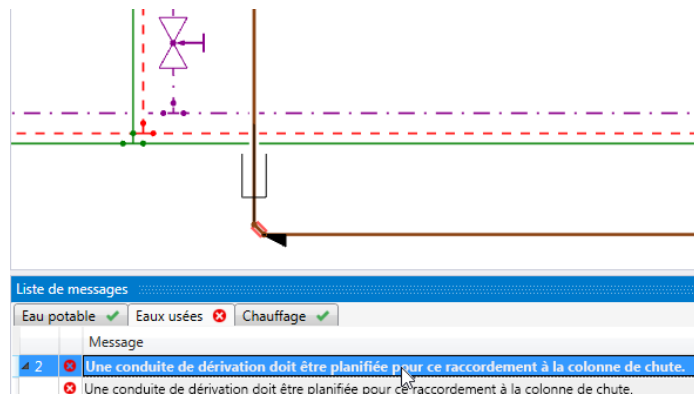 Liste de messages
Eau potable Eaux usées Chauffage
Message
2 Une conduite de dérivation doit être planifiée pour ce raccordement à la colonne de chute.
Une conduite de dérivation doit être planifiée pour ce raccordement à la colonne de chute.